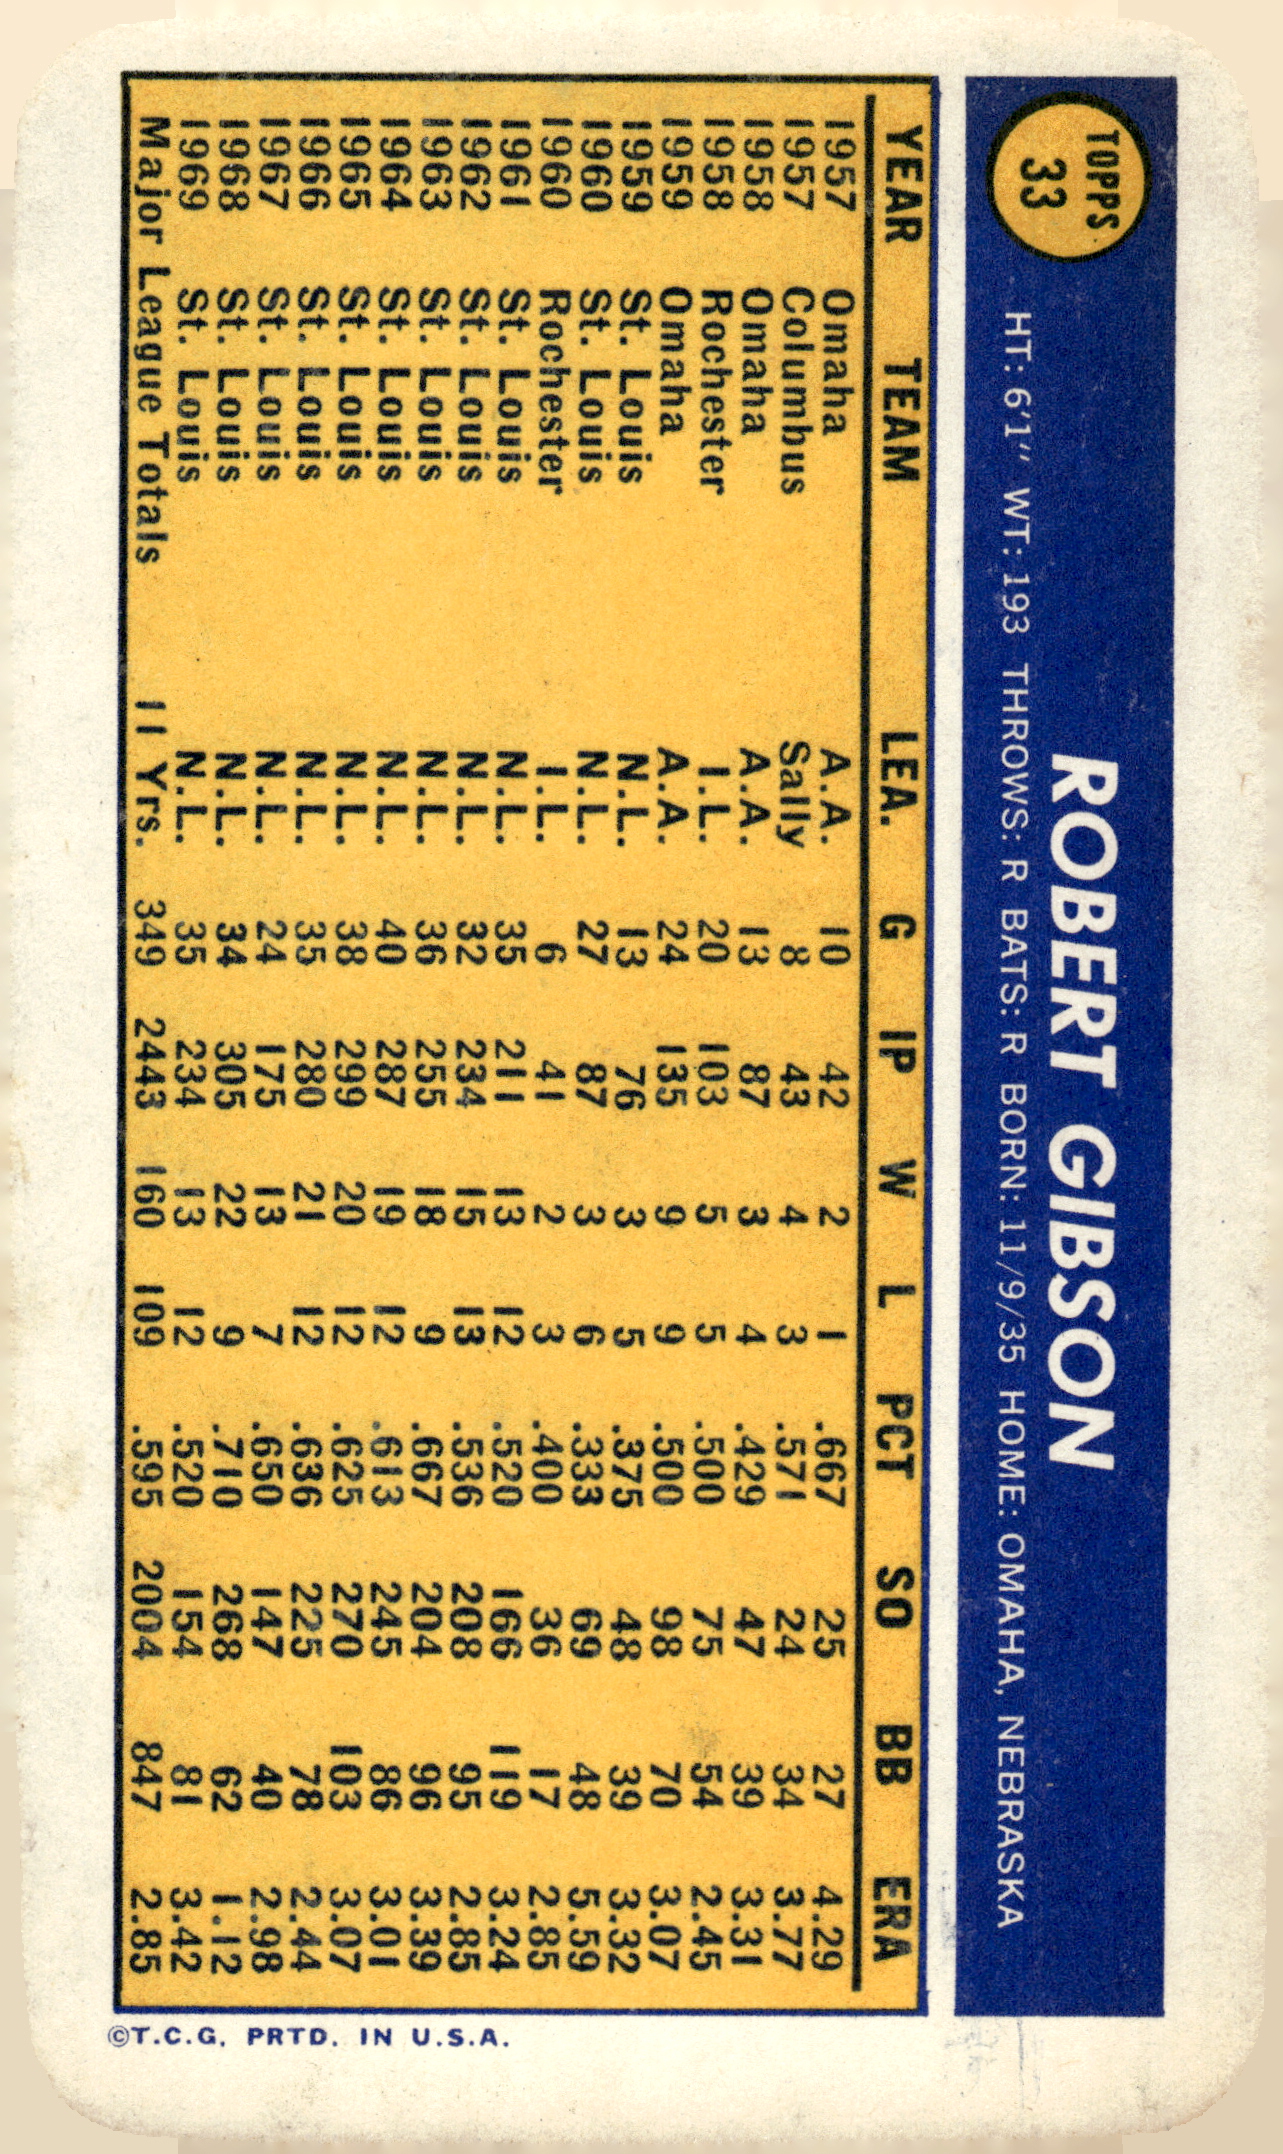 TOPPS
33
ROBERT GIBSON
HT: 6'1" WT: 193 THROWS: R BATS: R BORN: 11/9/35 HOME: OMAHA, NEBRASKA
YEAR TEAM LEA. G IP W L PCT SO BB ERA
1957 Omaha A.A. 10 42 2 1 .667 25 27 4.29
1957 Columbus Sally 8 43 4 3 .571 24 34 3.77
1958 Omaha A.A. 13 87 3 4 .429 47 39 3.31
1958 Rochester I.L. 20 103 5 5 .500 75 54 2.45
1959 Omaha A.A. 24 135 9 9 .500 98 70 3.07
1959 St. Louis N.L. 13 76 3 5 .375 48 39 3.32
1960 St. Louis N.L. 27 87 3 6 .333 69 48 5.59
1960 Rochester I.L. 6 41 2 3 .400 36 17 2.85
1961 St. Louis N.L. 35 211 13 12 .520 166 119 3.24
1962 St. Louis N.L. 32 234 15 13 .536 208 95 2.85
1963 St. Louis N.L. 36 255 18 9 .667 204 96 3.39
1964 St. Louis N.L. 40 287 19 12 .613 245 86 3.01
1965 St. Louis N.L. 38 299 20 12 .625 270 103 3.07
1966 St. Louis N.L. 35 280 21 12 .636 225 78 2.44
1967 St. Louis N.L. 24 175 13 7 .650 147 40 2.98
1968 St. Louis N.L. 34 305 22 9 .710 268 62 1.12
1969 St. Louis N.L. 35 234 13 12 .520 154 81 3.42
Major League Totals 11 Yrs. 349 2443 160 109 .595 2004 847 2.85
©T.C.G. PRTD. IN U.S.A.